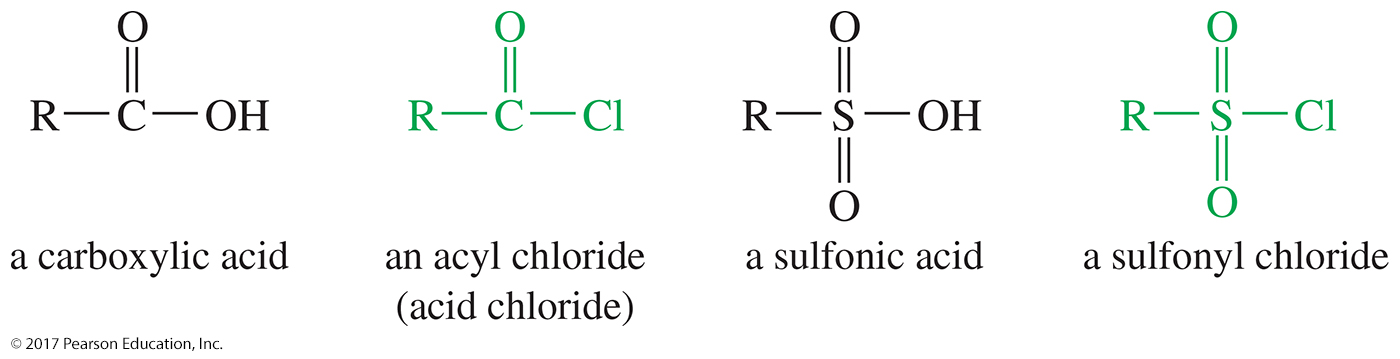 O O O O
R—C—OH R—C—Cl R—S—OH R—S—Cl
O O
a carboxylic acid an acyl chloride a sulfonic acid a sulfonyl chloride
(acid chloride)
© 2017 Pearson Education, Inc.